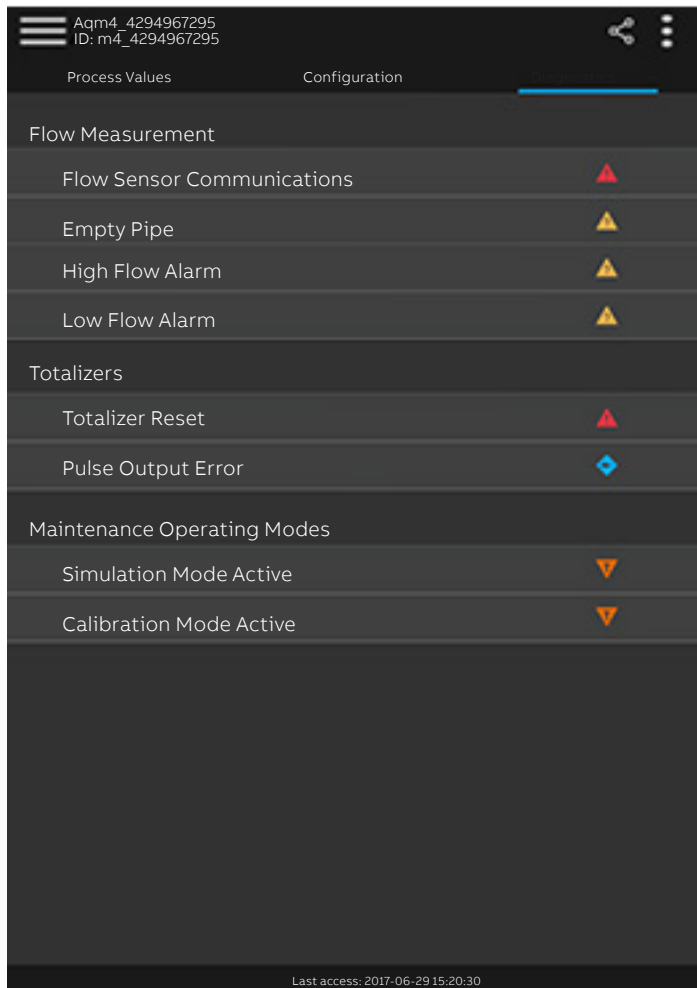 Aqm4_4294967295
ID: m4_4294967295
Process Values Configuration
Flow Measurement
Flow Sensor Communications
Empty Pipe
High Flow Alarm
Low Flow Alarm
Totalizers
Totalizer Reset
Pulse Output Error
Maintenance Operating Modes
Simulation Mode Active
Calibration Mode Active
Last access: 2017-06-29 15:20:30